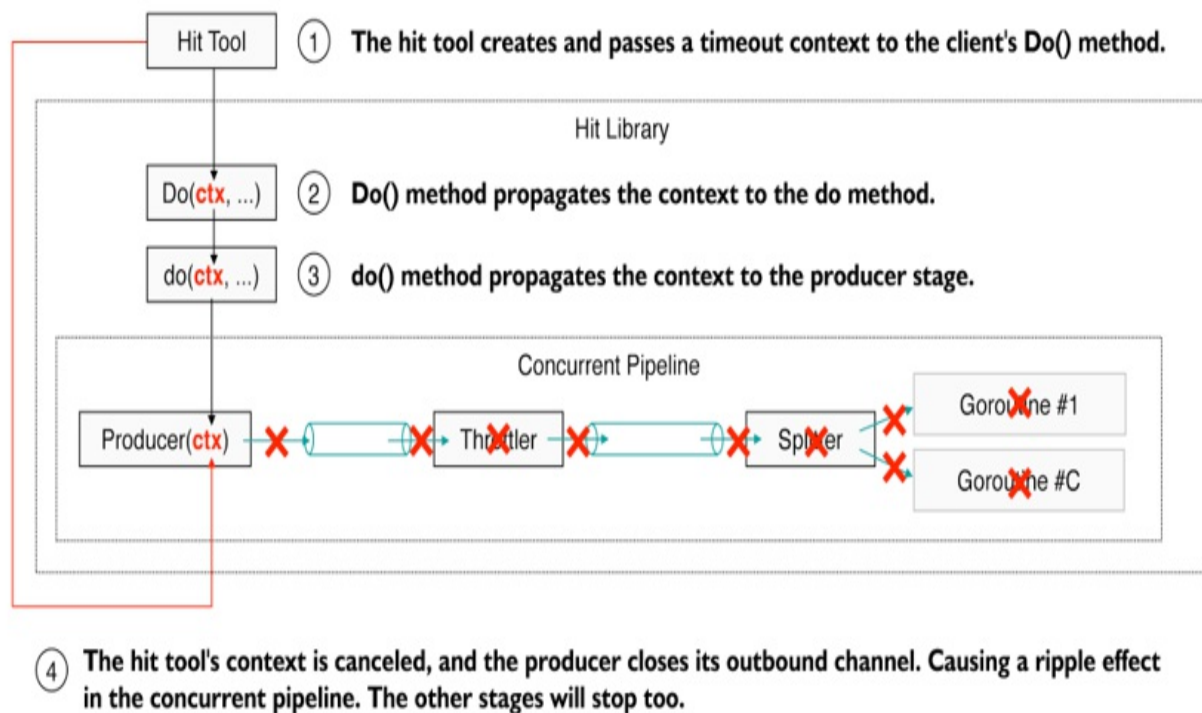 Hit Tool
1 The hit tool creates and passes a timeout context to the client's Do() method.
Hit Library
Do(ctx, ...)
2 Do() method propagates the context to the do method.
do(ctx, ...)
3 do() method propagates the context to the producer stage.
Concurrent Pipeline
Producer(ctx)
Throttler
Splitter
Goroutine #1
Goroutine #C
4 The hit tool's context is canceled, and the producer closes its outbound channel. Causing a ripple effect
in the concurrent pipeline. The other stages will stop too.